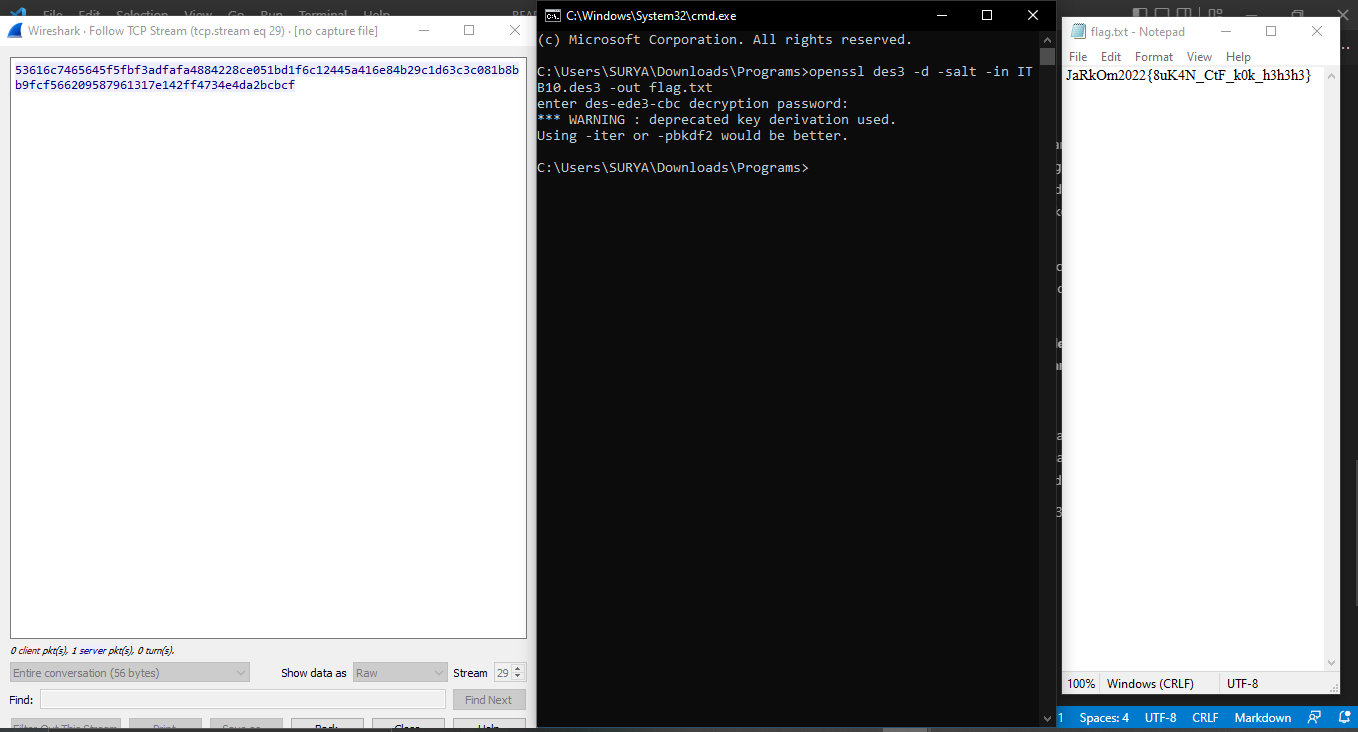 File Edit Selection View Go Run Terminal Help
Wireshark · Follow TCP Stream (tcp.stream eq 29) · [no capture file]
53616c7465645f5fbf3adfafa4884228ce051bd1f6c12445a416e84b29c1d63c3c081b8b
b9fcf566209587961317e142ff4734e4da2bcbcf
0 client pkt(s), 1 server pkt(s), 0 turn(s).
Entire conversation (56 bytes)
Show data as
Raw
Stream
29
Find:
Find Next
Filter Out This Stream
Print
Save as…
Back
Close
Help
C:\Windows\System32\cmd.exe
(c) Microsoft Corporation. All rights reserved.
C:\Users\SURYA\Downloads\Programs>openssl des3 -d -salt -in IT
B10.des3 -out flag.txt
enter des-ede3-cbc decryption password:
*** WARNING : deprecated key derivation used.
Using -iter or -pbkdf2 would be better.
C:\Users\SURYA\Downloads\Programs>
flag.txt - Notepad
File Edit Format View Help
JaRkOm2022{8uK4N_CtF_k0k_h3h3h3}
100%
Windows (CRLF)
UTF-8
1
Spaces: 4
UTF-8
CRLF
Markdown